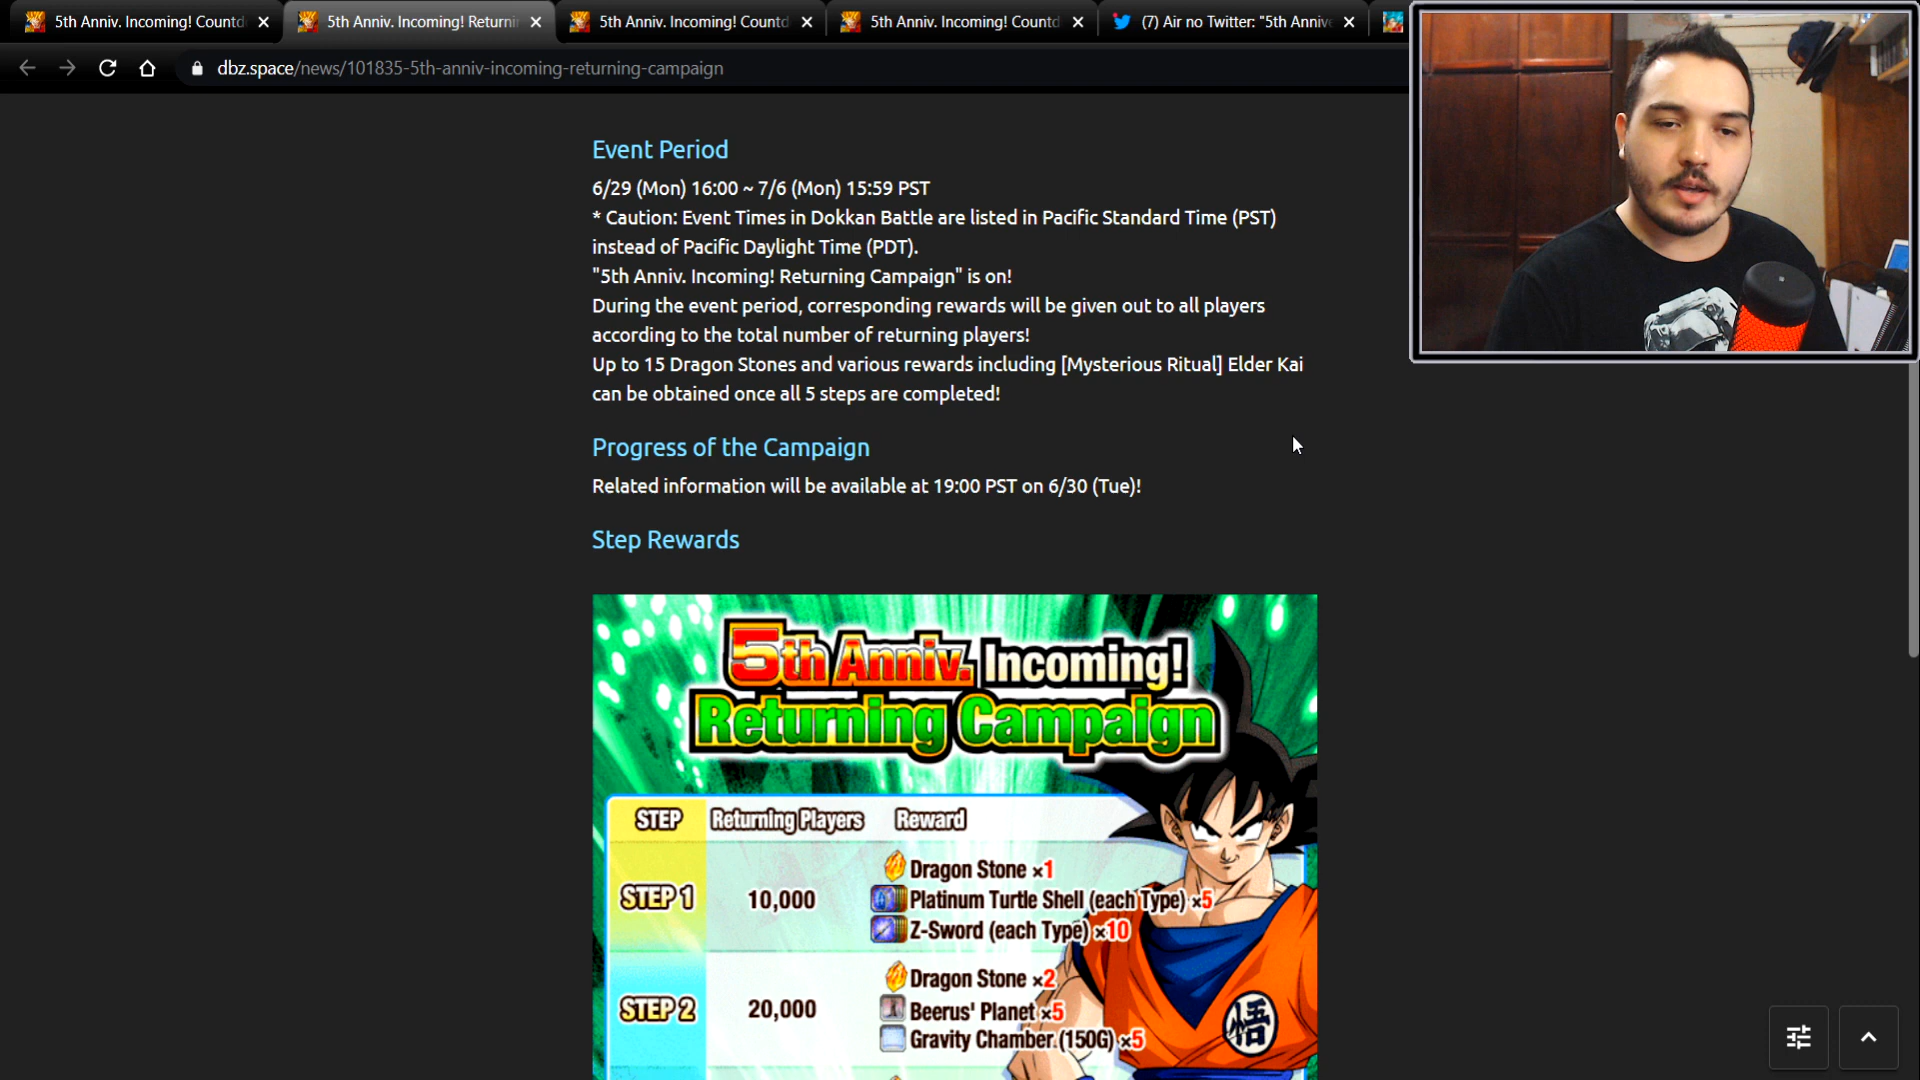 5th Anniv. Incoming! Countd
5th Anniv. Incoming! Returnin
5th Anniv. Incoming! Countd
5th Anniv. Incoming! Countd
(7) Air no Twitter: "5th Annive
dbz.space/news/101835-5th-anniv-incoming-returning-campaign
Event Period
6/29 (Mon) 16:00 ~ 7/6 (Mon) 15:59 PST
* Caution: Event Times in Dokkan Battle are listed in Pacific Standard Time (PST)
instead of Pacific Daylight Time (PDT).
"5th Anniv. Incoming! Returning Campaign" is on!
During the event period, corresponding rewards will be given out to all players
according to the total number of returning players!
Up to 15 Dragon Stones and various rewards including [Mysterious Ritual] Elder Kai
can be obtained once all 5 steps are completed!
Progress of the Campaign
Related information will be available at 19:00 PST on 6/30 (Tue)!
Step Rewards
5th Anniv. Incoming!
Returning Campaign
STEP Returning Players Reward
STEP 1 10,000
Dragon Stone ×1
Platinum Turtle Shell (each Type) ×5
Z-Sword (each Type) ×10
STEP 2 20,000
Dragon Stone ×2
Beerus' Planet ×5
Gravity Chamber (150G) ×5
悟